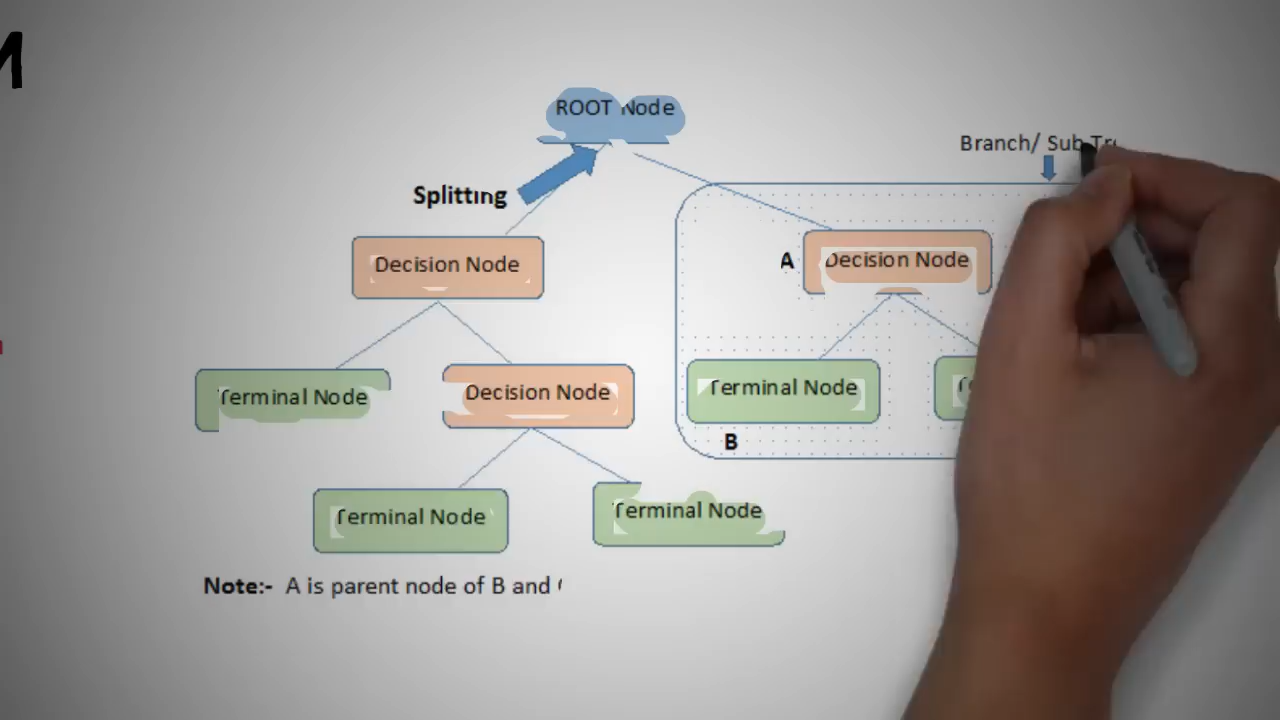 ROOT Node
Branch/ Sub
Splitting
Decision Node
A Decision Node
Terminal Node
Decision Node
Terminal Node
B
Terminal Node
Terminal Node
Note:- A is parent node of B and